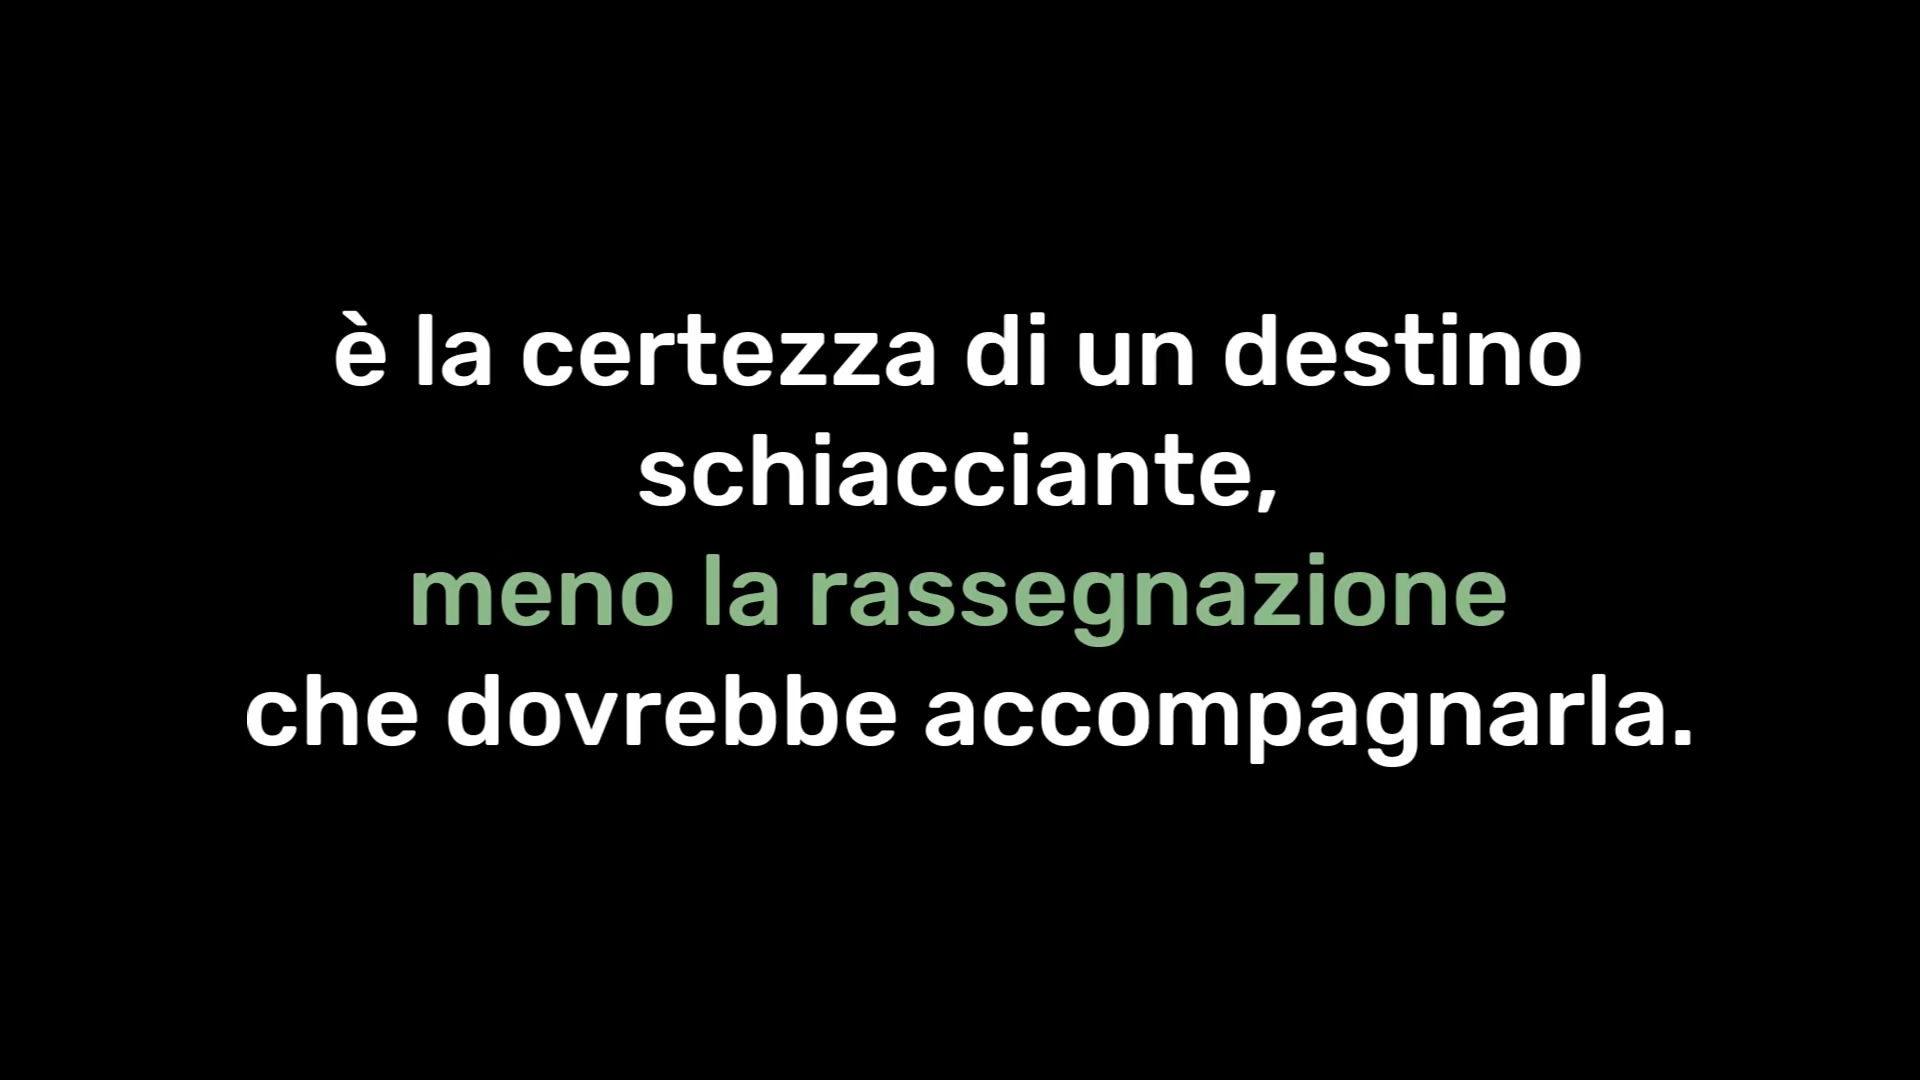 è la certezza di un destino
schiacciante,
meno la rassegnazione
che dovrebbe accompagnarla.